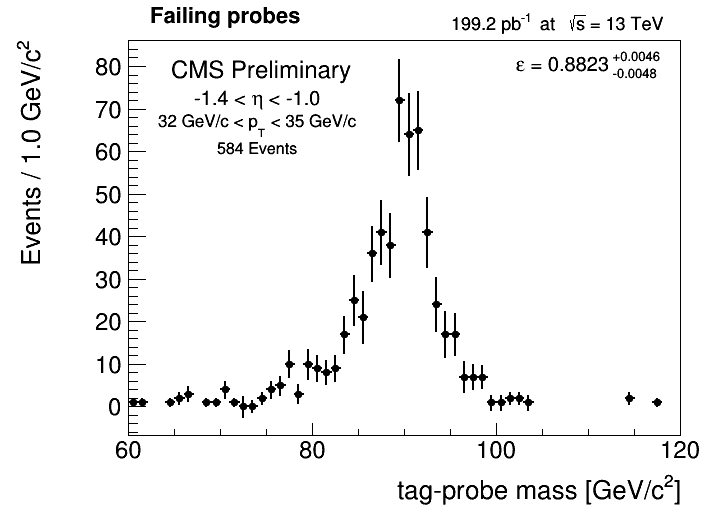 Failing probes
199.2 pb⁻¹ at √s = 13 TeV
CMS Preliminary
-1.4 < η < -1.0
32 GeV/c < p_T < 35 GeV/c
584 Events
ε = 0.8823 +0.0046 -0.0048
Events / 1.0 GeV/c²
80
70
60
50
40
30
20
10
0
60 80 100 120
tag-probe mass [GeV/c²]